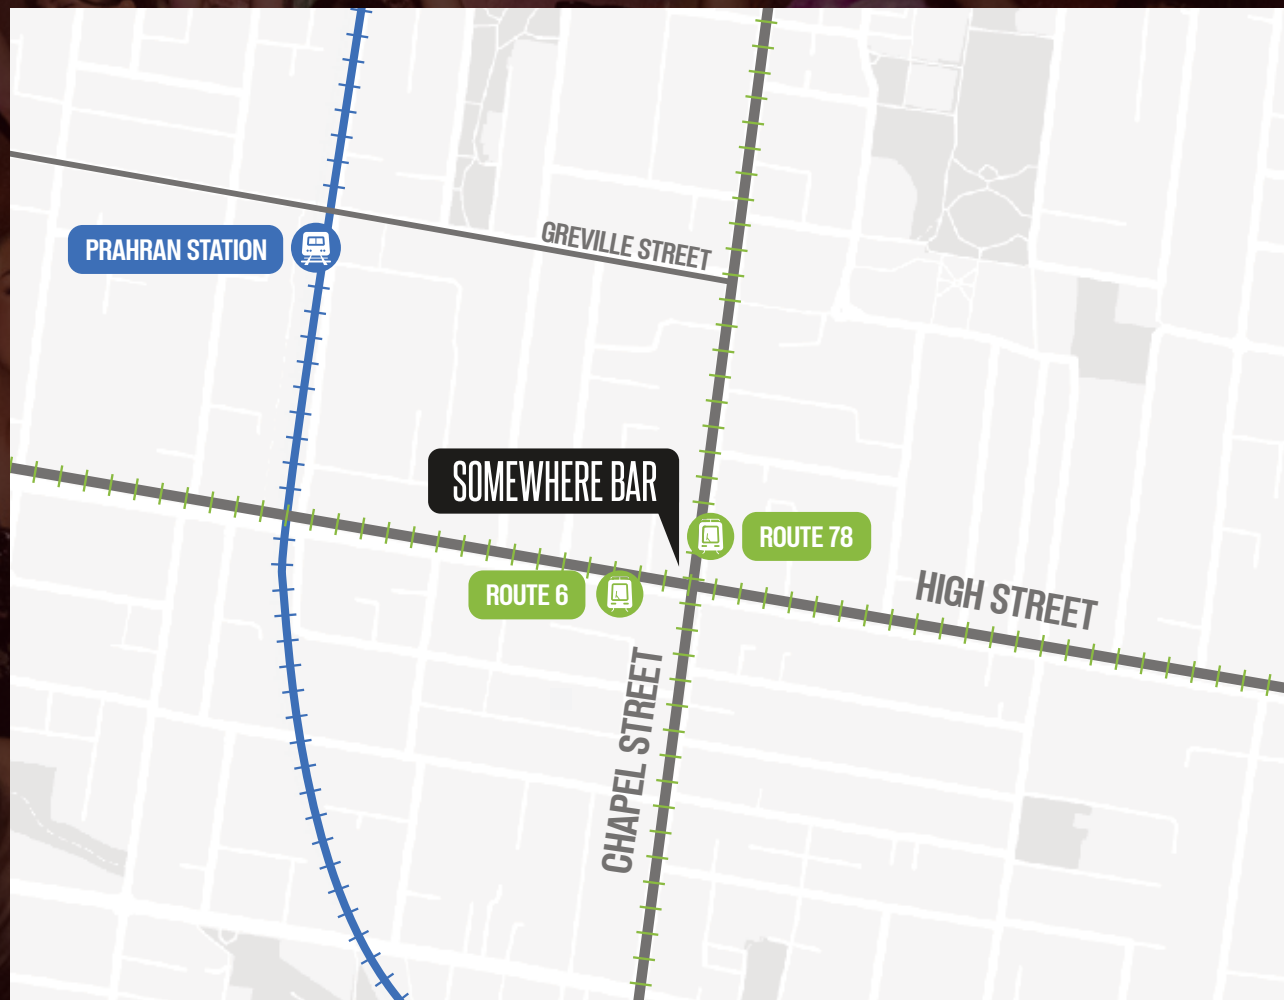 GREVILLE STREET
PRAHRAN STATION
SOMEWHERE BAR
ROUTE 78
ROUTE 6
HIGH STREET
CHAPEL STREET